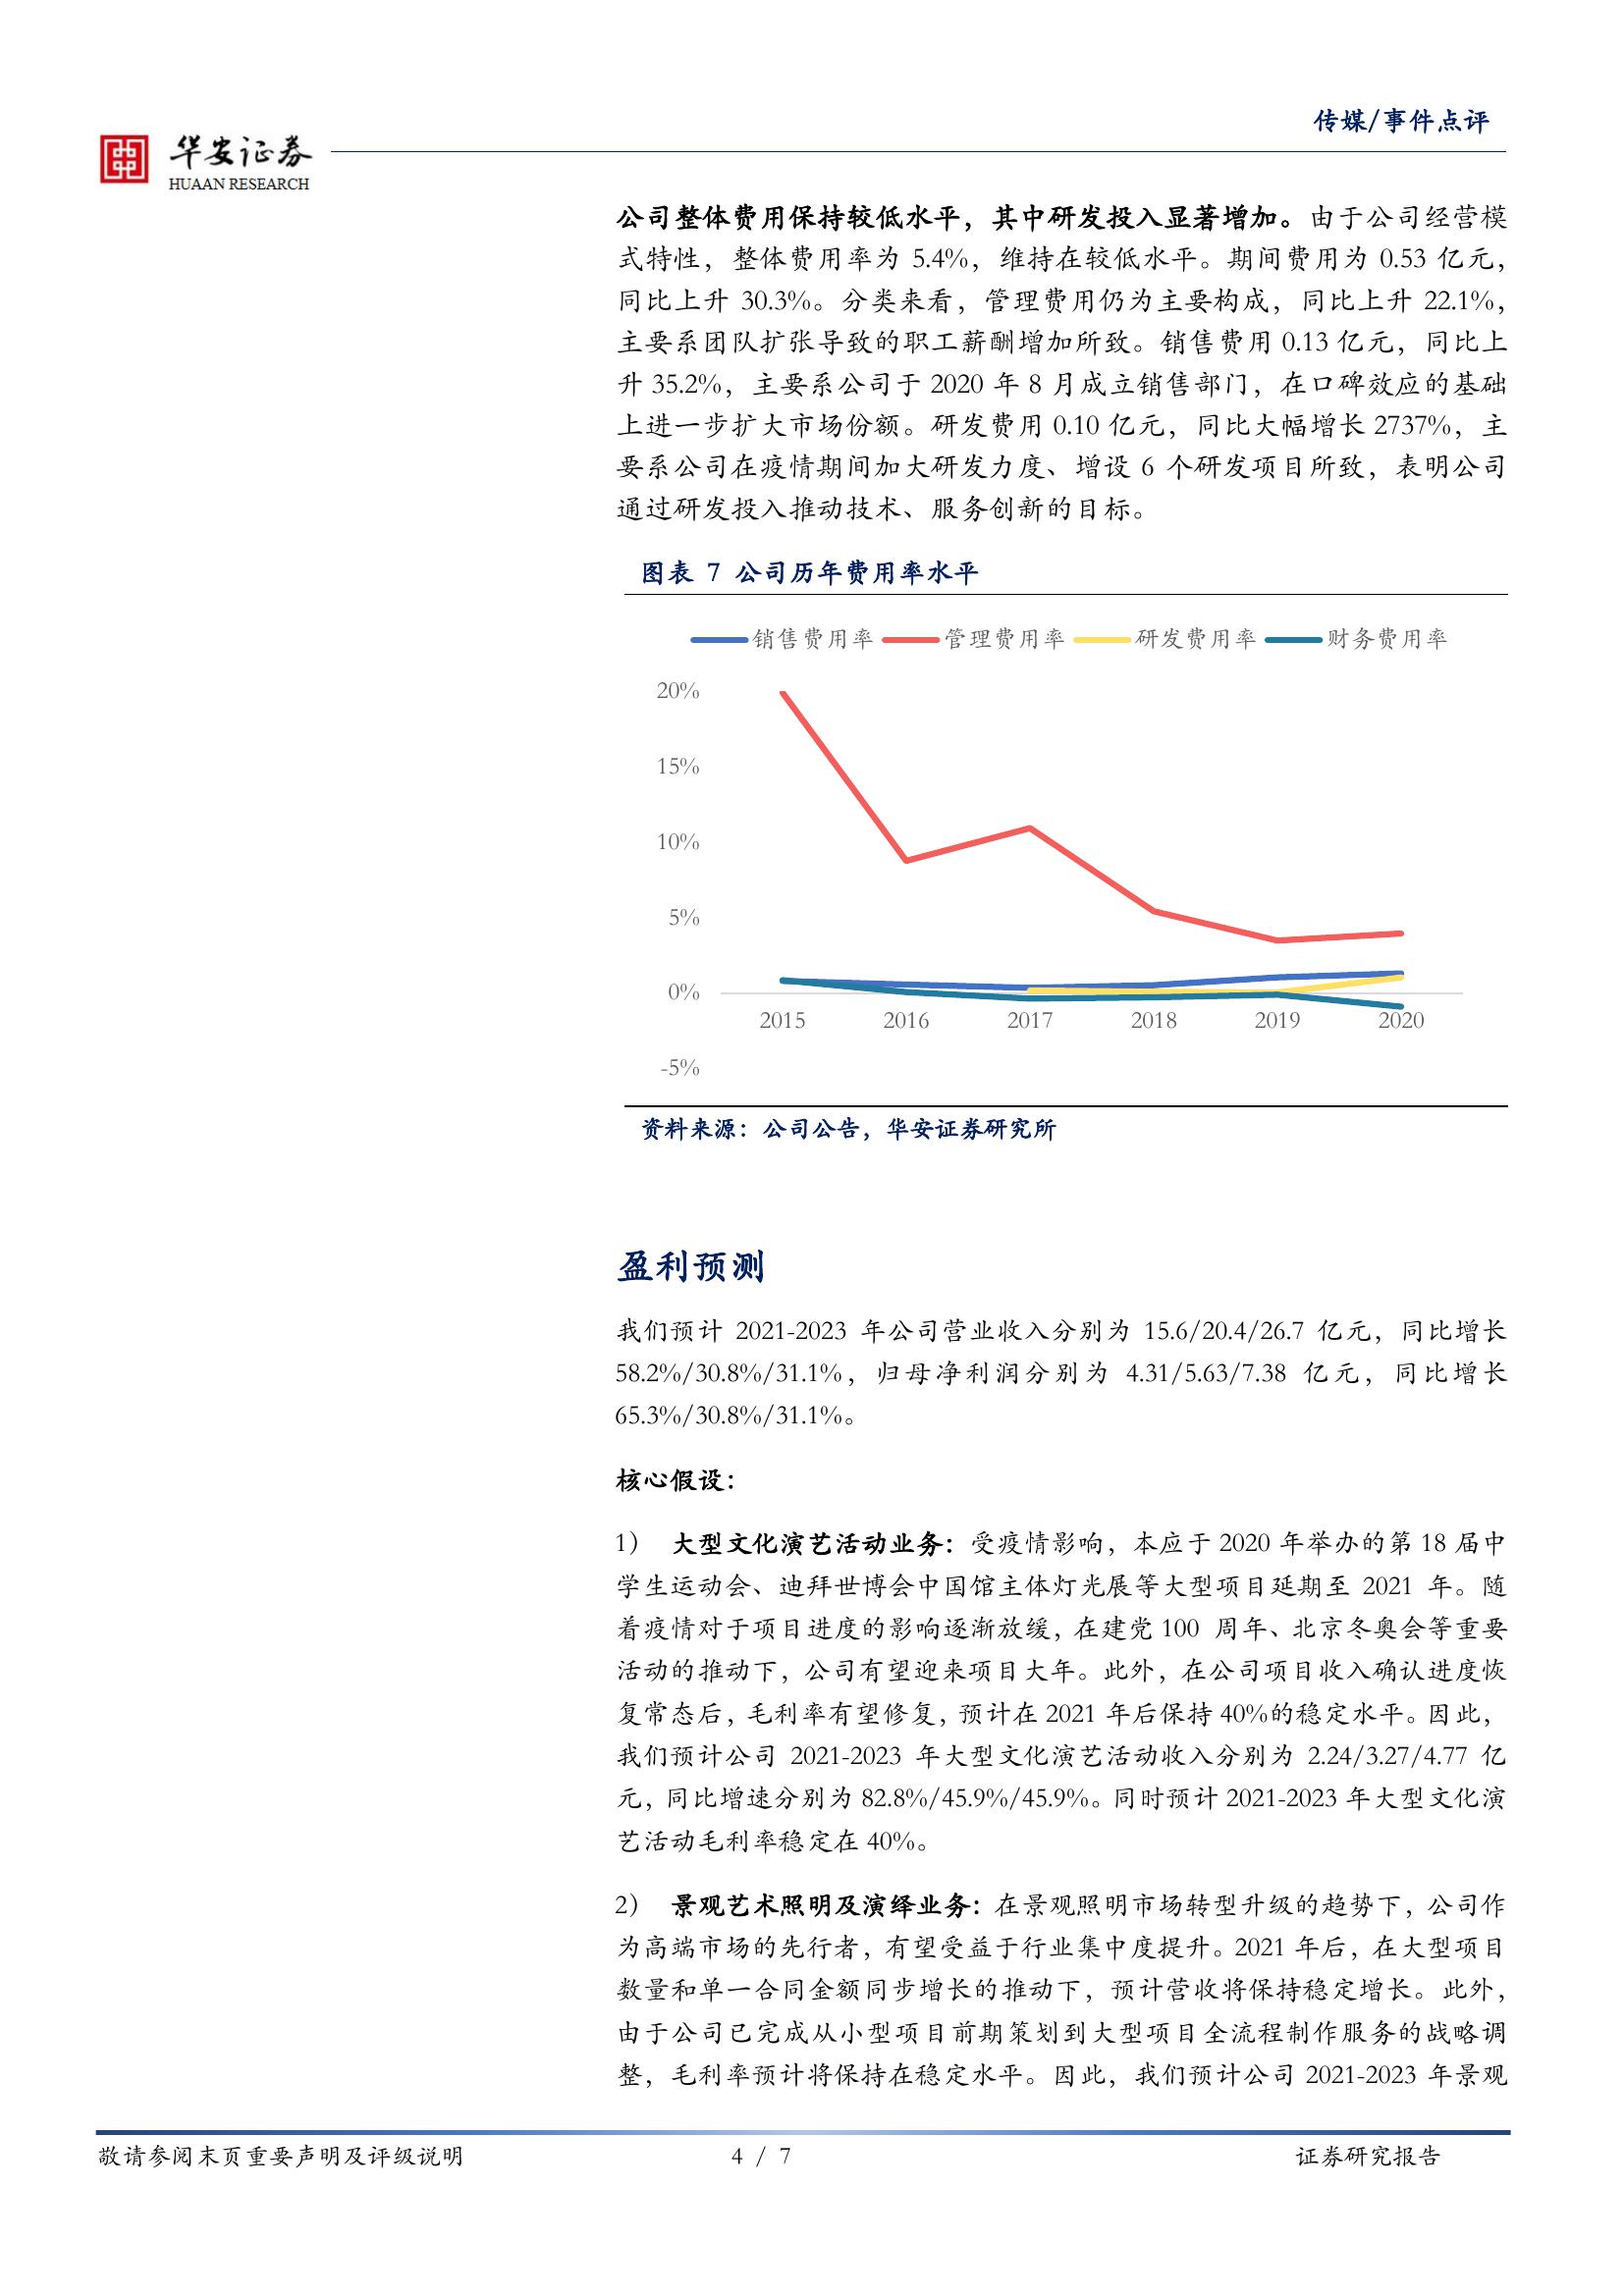 传媒/事件点评
华安证券
HUAAN RESEARCH
公司整体费用保持较低水平，其中研发投入显著增加。由于公司经营模
式特性，整体费用率为 5.4%，维持在较低水平。期间费用为 0.53 亿元，
同比上升 30.3%。分类来看，管理费用仍为主要构成，同比上升 22.1%，
主要系团队扩张导致的职工薪酬增加所致。销售费用 0.13 亿元，同比上
升 35.2%，主要系公司于 2020 年 8 月成立销售部门，在口碑效应的基础
上进一步扩大市场份额。研发费用 0.10 亿元，同比大幅增长 2737%，主
要系公司在疫情期间加大研发力度、增设 6 个研发项目所致，表明公司
通过研发投入推动技术、服务创新的目标。
图表 7 公司历年费用率水平
销售费用率 管理费用率 研发费用率 财务费用率
20%
15%
10%
5%
0%
2015 2016 2017 2018 2019 2020
-5%
资料来源：公司公告，华安证券研究所
盈利预测
我们预计 2021-2023 年公司营业收入分别为 15.6/20.4/26.7 亿元，同比增长
58.2%/30.8%/31.1%，归母净利润分别为 4.31/5.63/7.38 亿元，同比增长
65.3%/30.8%/31.1%。
核心假设：
1） 大型文化演艺活动业务：受疫情影响，本应于 2020 年举办的第 18 届中
学生运动会、迪拜世博会中国馆主体灯光展等大型项目延期至 2021 年。随
着疫情对于项目进度的影响逐渐放缓，在建党 100 周年、北京冬奥会等重要
活动的推动下，公司有望迎来项目大年。此外，在公司项目收入确认进度恢
复常态后，毛利率有望修复，预计在 2021 年后保持 40%的稳定水平。因此，
我们预计公司 2021-2023 年大型文化演艺活动收入分别为 2.24/3.27/4.77 亿
元，同比增速分别为 82.8%/45.9%/45.9%。同时预计 2021-2023 年大型文化演
艺活动毛利率稳定在 40%。
2） 景观艺术照明及演绎业务：在景观照明市场转型升级的趋势下，公司作
为高端市场的先行者，有望受益于行业集中度提升。2021 年后，在大型项目
数量和单一合同金额同步增长的推动下，预计营收将保持稳定增长。此外，
由于公司已完成从小型项目前期策划到大型项目全流程制作服务的战略调
整，毛利率预计将保持在稳定水平。因此，我们预计公司 2021-2023 年景观
敬请参阅末页重要声明及评级说明 4 / 7 证券研究报告